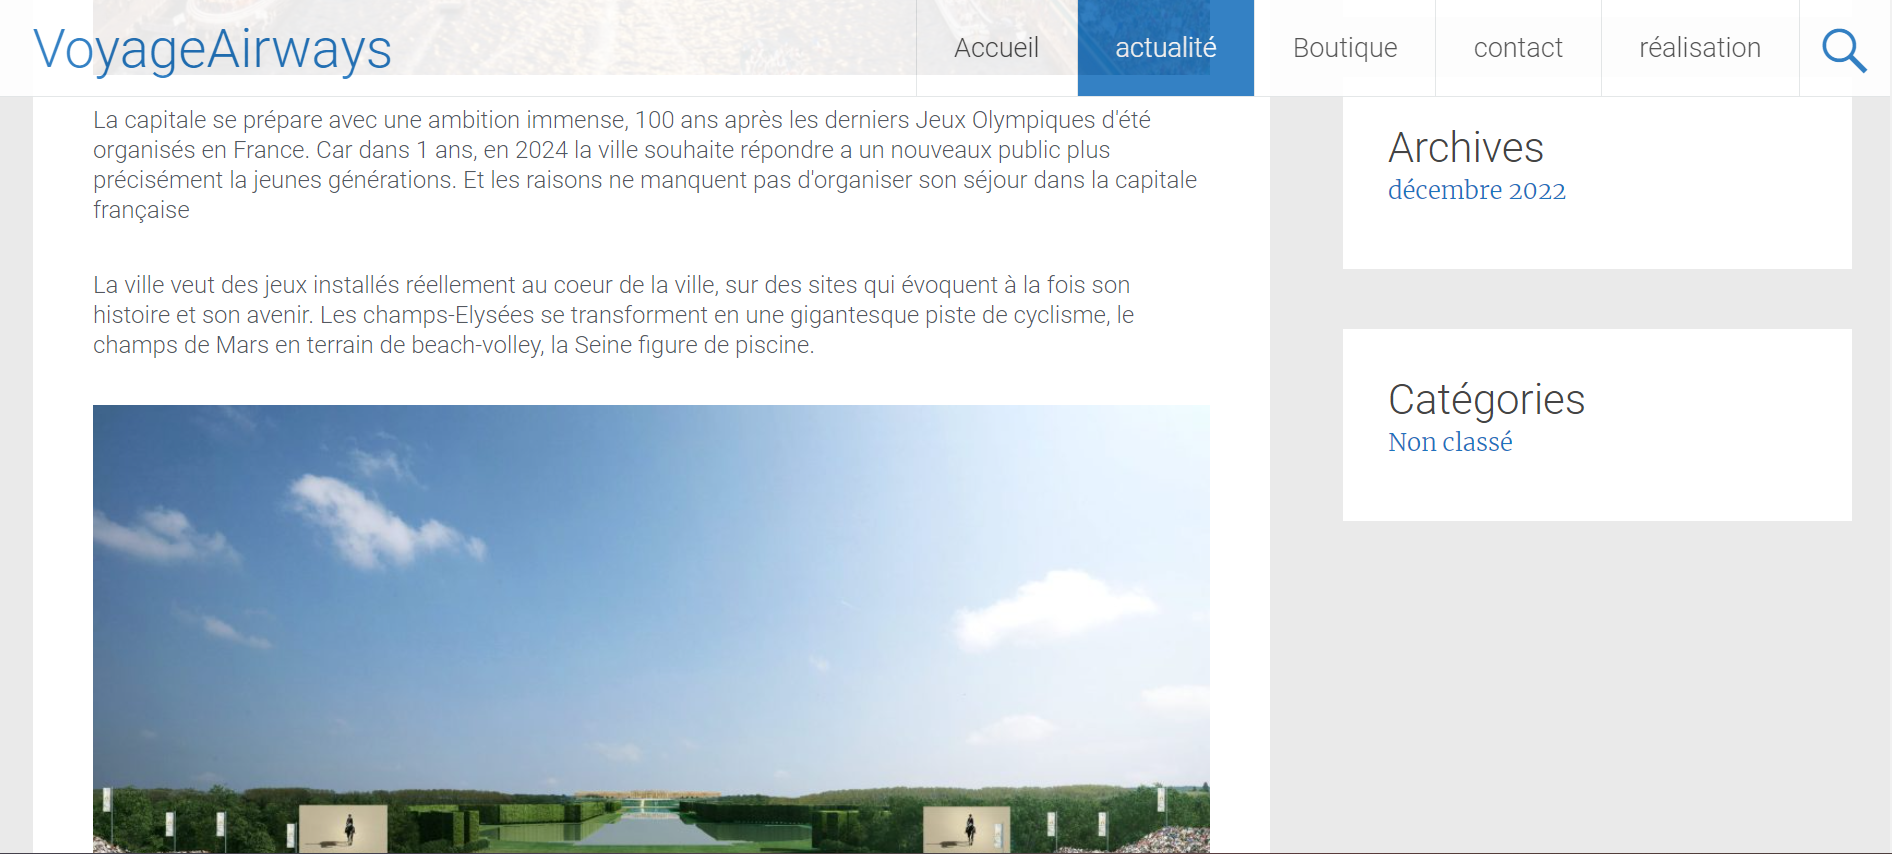 VoyageAirways
Accueil
actualité
Boutique
contact
réalisation
La capitale se prépare avec une ambition immense, 100 ans après les derniers Jeux Olympiques d'été
organisés en France. Car dans 1 ans, en 2024 la ville souhaite répondre a un nouveaux public plus
précisément la jeunes générations. Et les raisons ne manquent pas d'organiser son séjour dans la capitale
française
La ville veut des jeux installés réellement au coeur de la ville, sur des sites qui évoquent à la fois son
histoire et son avenir. Les champs-Elysées se transforment en une gigantesque piste de cyclisme, le
champs de Mars en terrain de beach-volley, la Seine figure de piscine.
Archives
décembre 2022
Catégories
Non classé